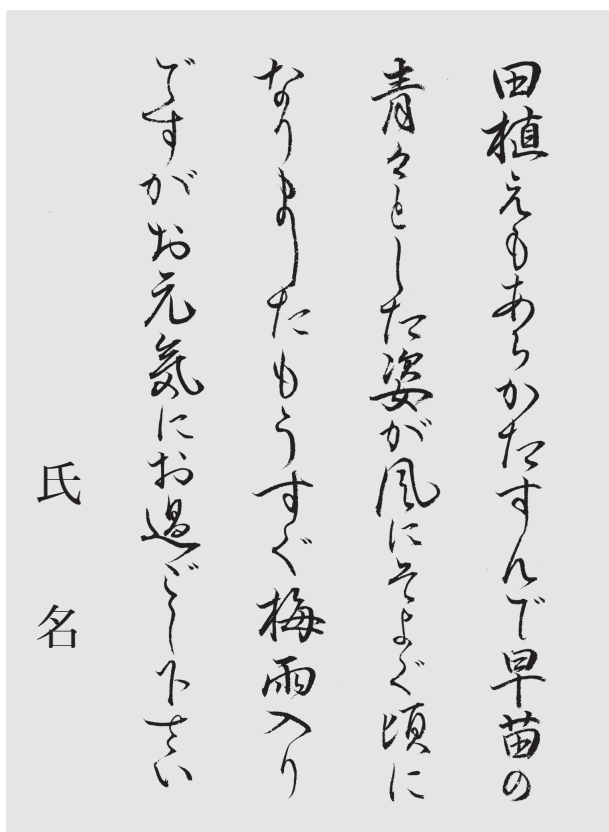 田植えもあらかたすんで早苗の
青々とした姿が風にそよぐ頃に
なりましたもうすぐ梅雨入り
ですがお元気にお過ごし下さい
氏名